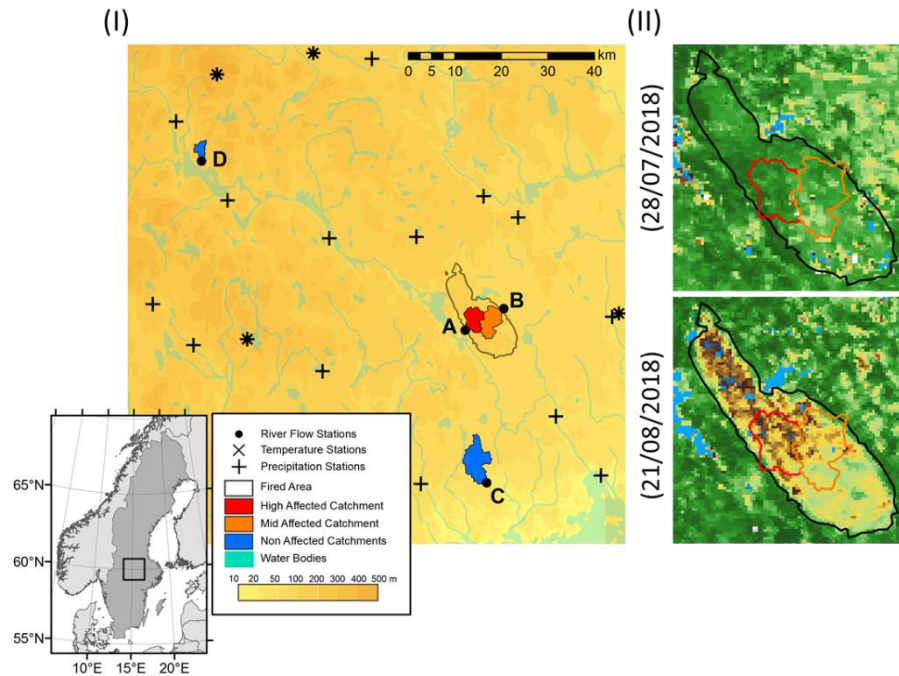 (I)
(II)
km
0 10 20 40
D
B
A
C
(28/07/2018)
(21/08/2018)
River Flow Stations
Temperature Stations
Precipitation Stations
Fired Area
High Affected Catchment
Mid Affected Catchment
Non Affected Catchments
Water Bodies
10 20 50 100 200 300 400 500 m
65°N
60°N
55°N
10°E 15°E 20°E